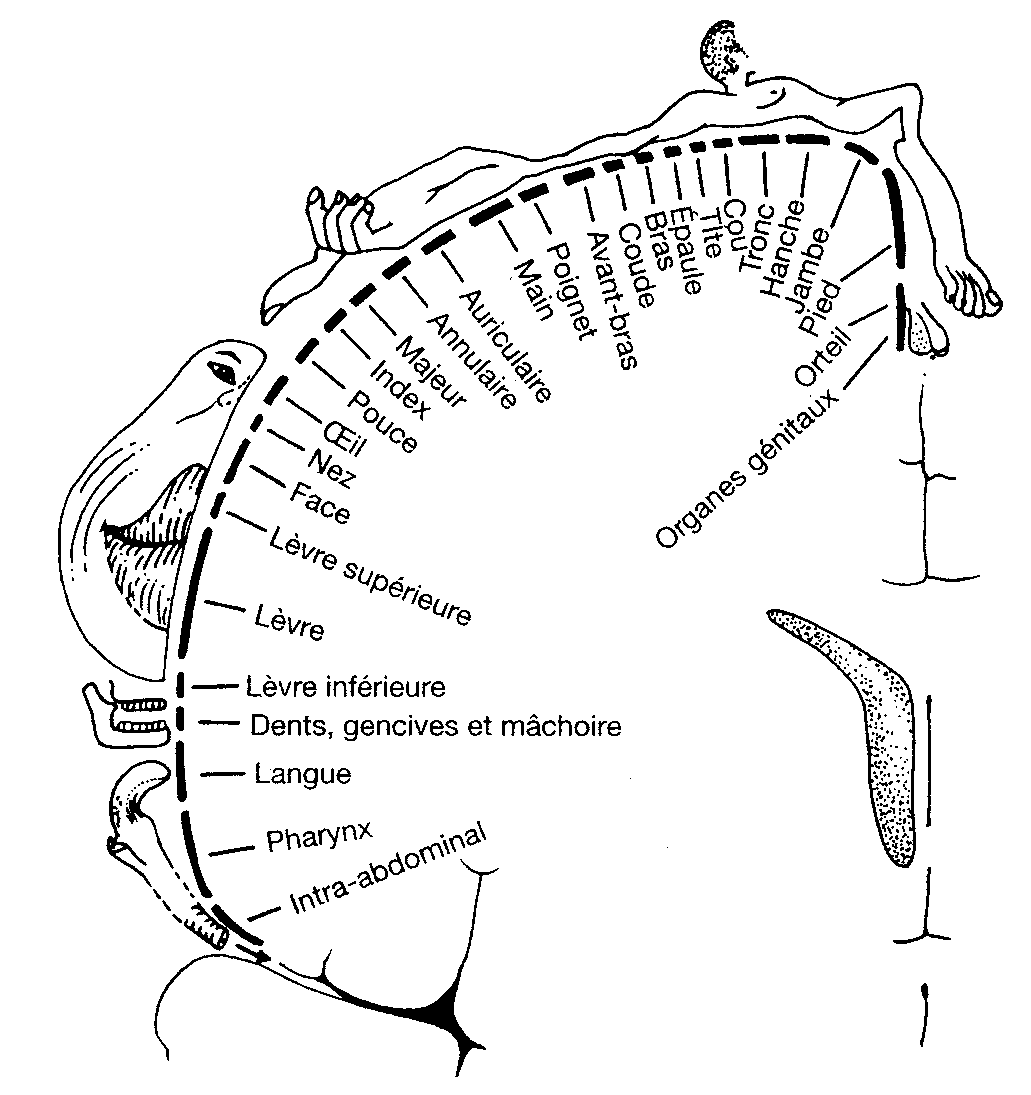 Organes génitaux
Orteil
Pied
Jambe
Hanche
Tronc
Cou
Tîte
Épaule
Bras
Coude
Avant-bras
Poignet
Main
Auriculaire
Annulaire
Majeur
Index
Pouce
Œil
Nez
Face
Lèvre supérieure
Lèvre
Lèvre inférieure
Dents, gencives et mâchoire
Langue
Pharynx
Intra-abdominal